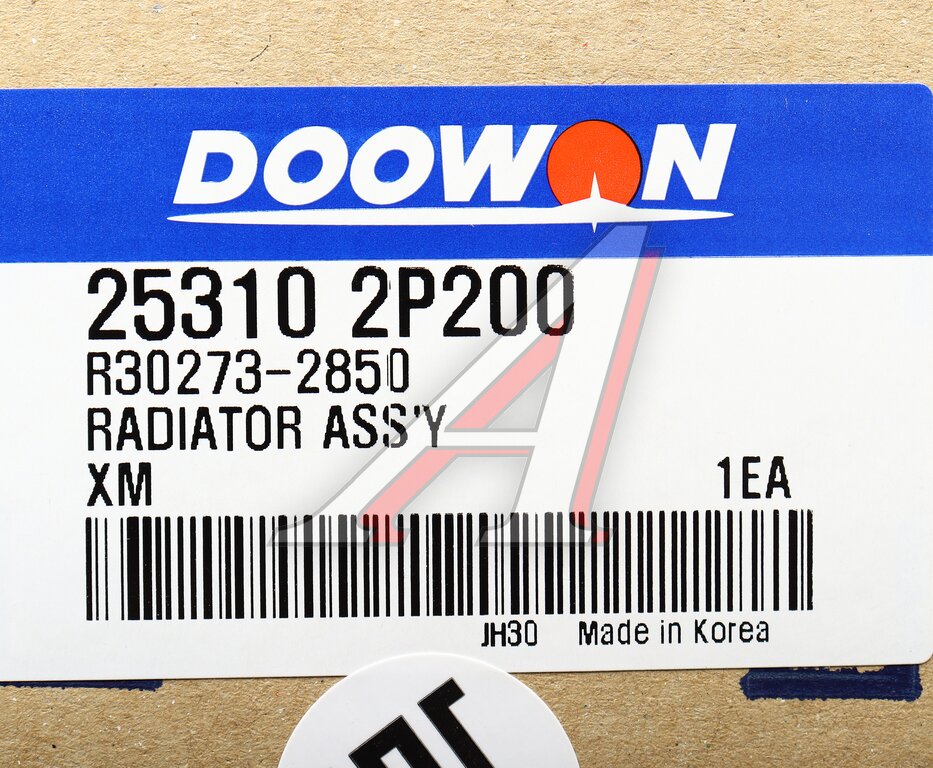 DOOWON
25310 2P200
R30273-2850
RADIATOR ASS'Y
XM 1EA
JH30 Made in Korea